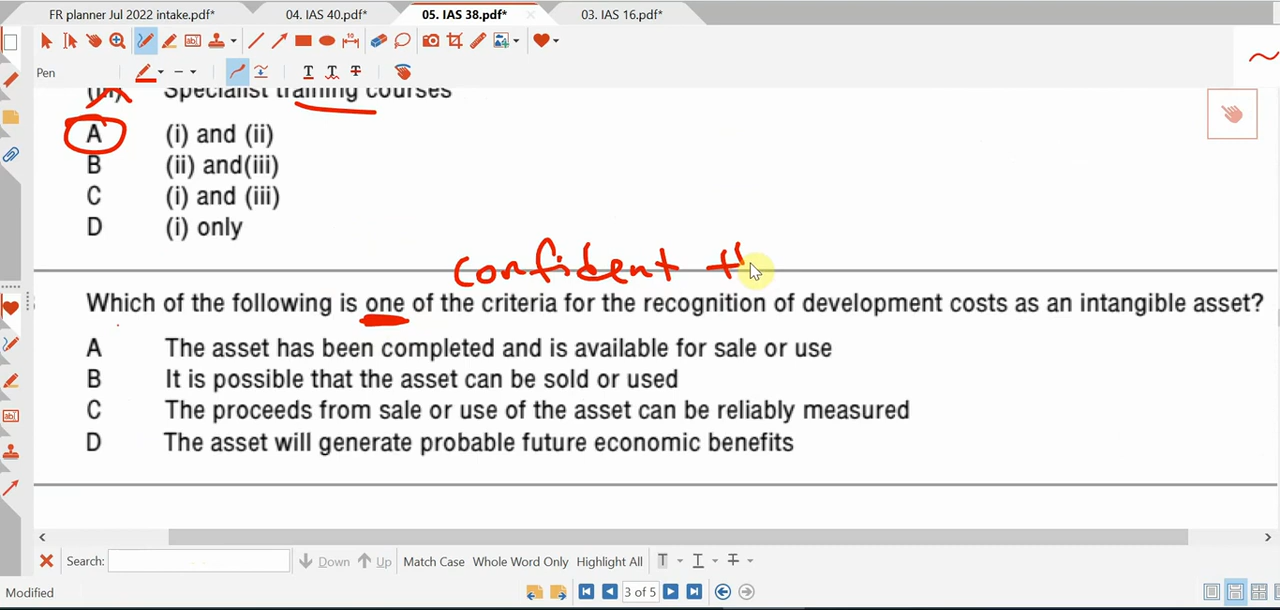 FR planner Jul 2022 intake.pdf* 04. IAS 40.pdf* 05. IAS 38.pdf* 03. IAS 16.pdf*
Pen
Specialist training courses
A (i) and (ii)
B (ii) and(iii)
C (i) and (iii)
D (i) only
confident
Which of the following is one of the criteria for the recognition of development costs as an intangible asset?
A The asset has been completed and is available for sale or use
B It is possible that the asset can be sold or used
C The proceeds from sale or use of the asset can be reliably measured
D The asset will generate probable future economic benefits
Search: Down Up Match Case Whole Word Only Highlight All T T T
Modified 3 of 5